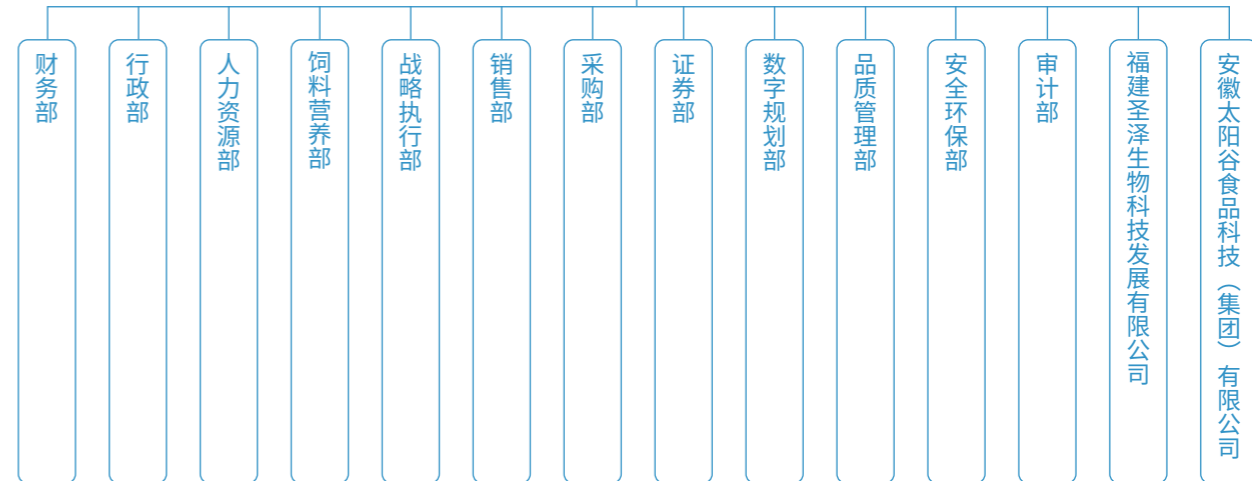 财务部
行政部
人力资源部
饲料营养部
战略执行部
销售部
采购部
证券部
数字规划部
品质管理部
安全环保部
审计部
福建圣泽生物科技发展有限公司
安徽太阳谷食品科技（集团）有限公司